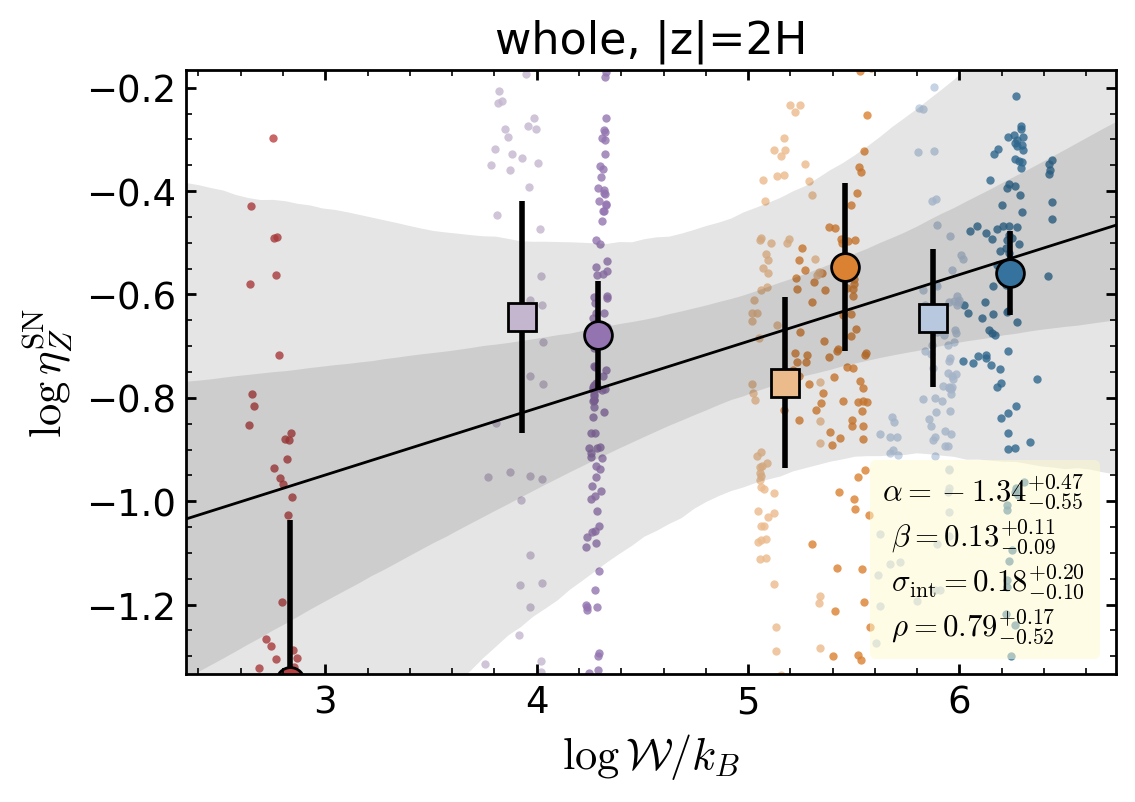 whole, |z|=2H
−0.2
−0.4
−0.6
−0.8
−1.0
−1.2
log η_Z^SN
α = −1.34^{+0.47}_{−0.55}
β = 0.13^{+0.11}_{−0.09}
σ_int = 0.18^{+0.20}_{−0.10}
ρ = 0.79^{+0.17}_{−0.52}
3 4 5 6
log 𝒲/k_B